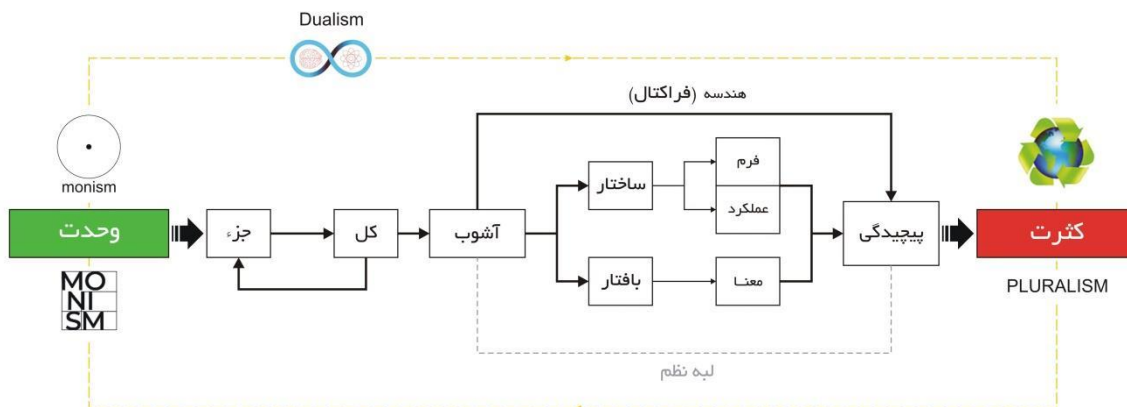 Dualism
هندسه (فراکتال)
monism
وحدت
جزء
کل
آشوب
ساختار
فرم
عملکرد
بافتار
معنا
پیچیدگی
کثرت
MO
NI
SM
PLURALISM
لبه نظم